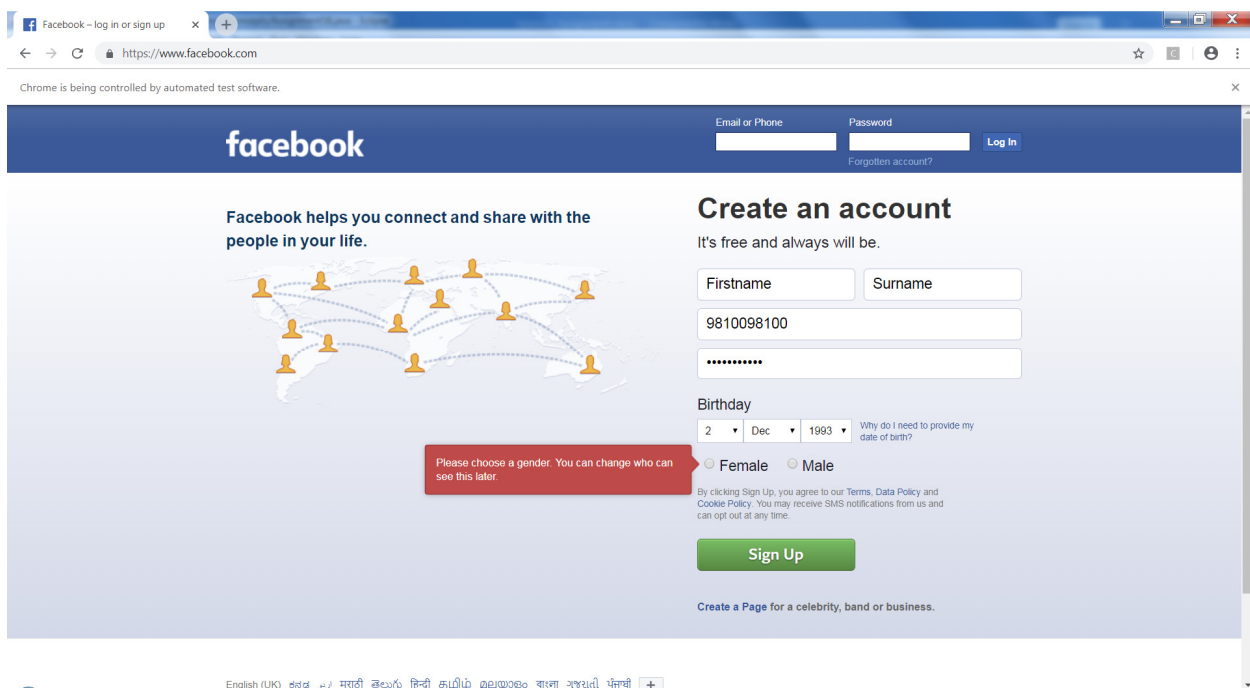 Facebook – log in or sign up
https://www.facebook.com
Chrome is being controlled by automated test software.
facebook
Email or Phone
Password
Log In
Forgotten account?
Facebook helps you connect and share with the
people in your life.
Create an account
It's free and always will be.
Firstname
Surname
9810098100
•••••••••••
Birthday
2
Dec
1993
Why do I need to provide my
date of birth?
Please choose a gender. You can change who can
see this later.
Female
Male
By clicking Sign Up, you agree to our Terms, Data Policy and
Cookie Policy. You may receive SMS notifications from us and
can opt out at any time.
Sign Up
Create a Page for a celebrity, band or business.
English (UK) ಕನ್ನಡ اردو मराठी తెలుగు हिन्दी தமிழ் മലയാളം বাংলা ગુજરાતી ਪੰਜਾਬੀ